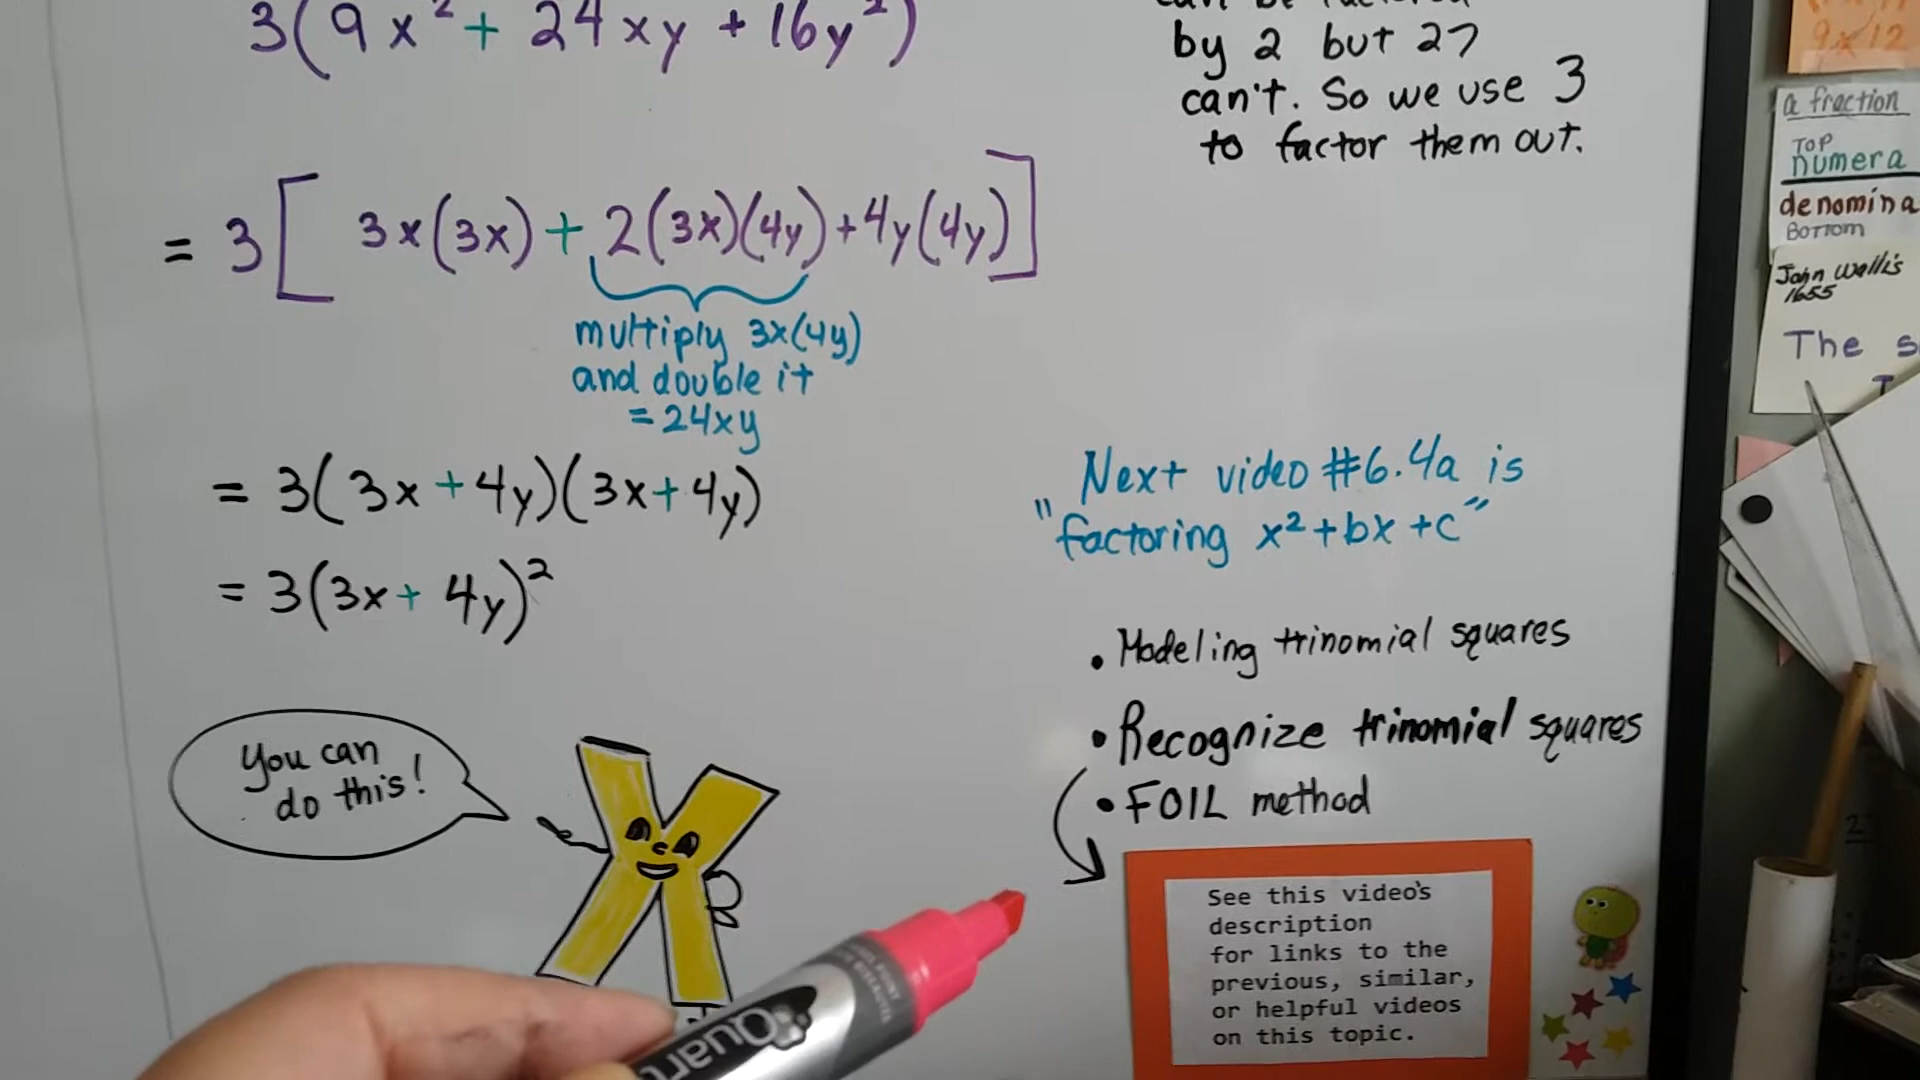 3(9x² + 24xy + 16y²)
by 2 but 27
can't. So we use 3
to factor them out.
= 3[ 3x(3x) + 2(3x)(4y) + 4y(4y)]
multiply 3x(4y)
and double it
= 24xy
= 3(3x + 4y)(3x + 4y)
= 3(3x + 4y)²
Next video #6.4a is
"factoring x² + bx + c"
• Modeling trinomial squares
• Recognize trinomial squares
• FOIL method
You can
do this!
See this video's
description
for links to the
previous, similar,
or helpful videos
on this topic.
Quar
9x12
a fraction
TOP
numera
denomina
BOTTOM
John Wallis
1655
The s